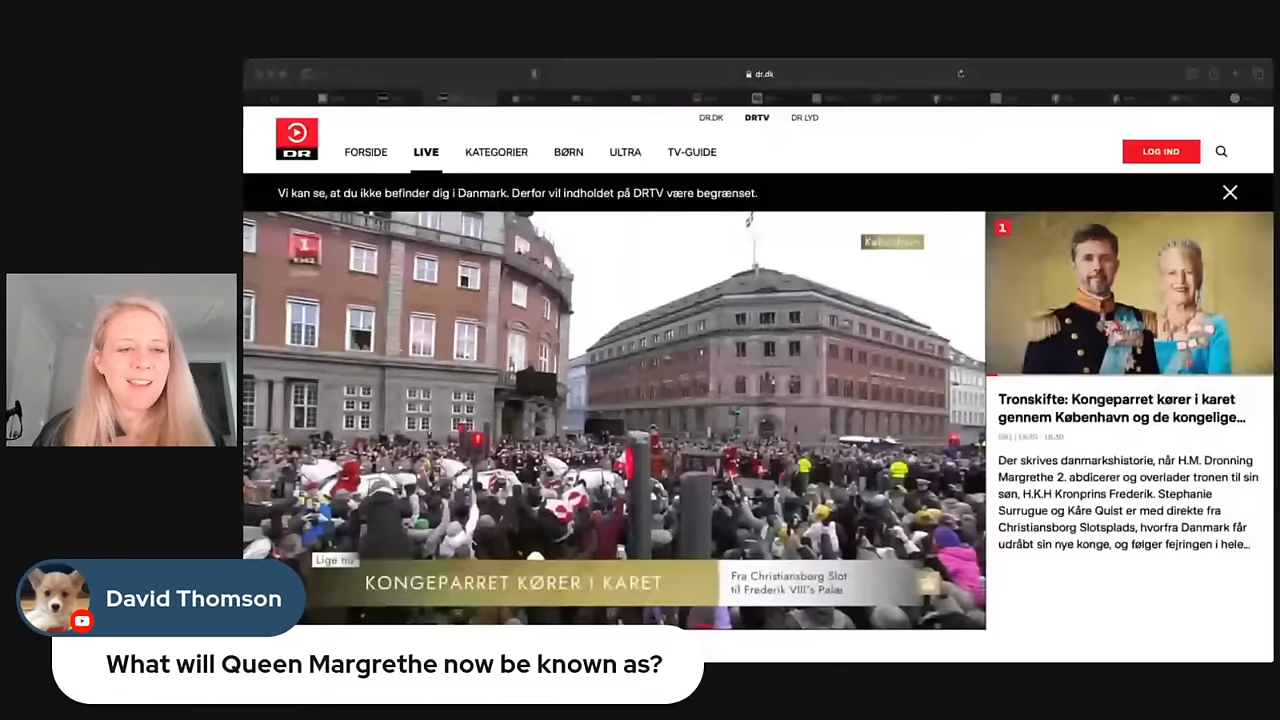 dr.dk
DR.DK DRTV DR LYD
DR
FORSIDE LIVE KATEGORIER BØRN ULTRA TV-GUIDE
LOG IND
Vi kan se, at du ikke befinder dig i Danmark. Derfor vil indholdet på DRTV være begrænset.
1
København
1
Tronskifte: Kongeparret kører i karet
gennem København og de kongelige...
Der skrives danmarkshistorie, når H.M. Dronning
Margrethe 2. abdicerer og overlader tronen til sin
søn, H.K.H Kronprins Frederik. Stephanie
Surrugue og Kåre Quist er med direkte fra
Christiansborg Slotsplads, hvorfra Danmark får
udråbt sin nye konge, og følger fejringen i hele...
Lige nu
KONGEPARRET KØRER I KARET
Fra Christiansborg Slot
til Frederik VIII's Palæ
David Thomson
What will Queen Margrethe now be known as?